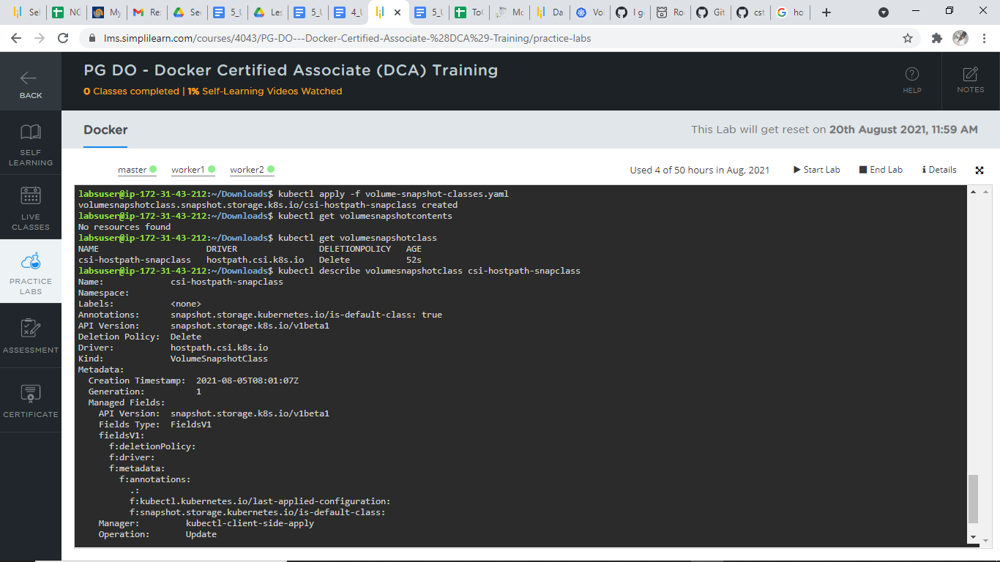 Sel
NG
My
Re:
Sec
5_U
Les
5_U
4_U
5_U
ToC
Mc
Da
Vo
I g
Ro
Git
cst
ho
lms.simplilearn.com/courses/4043/PG-DO---Docker-Certified-Associate-%28DCA%29-Training/practice-labs
BACK
PG DO - Docker Certified Associate (DCA) Training
0 Classes completed | 1% Self-Learning Videos Watched
HELP
NOTES
SELF
LEARNING
LIVE
CLASSES
PRACTICE
LABS
ASSESSMENT
CERTIFICATE
Docker
This Lab will get reset on 20th August 2021, 11:59 AM
master
worker1
worker2
Used 4 of 50 hours in Aug, 2021
Start Lab
End Lab
Details
labsuser@ip-172-31-43-212:~/Downloads$ kubectl apply -f volume-snapshot-classes.yaml
volumesnapshotclass.snapshot.storage.k8s.io/csi-hostpath-snapclass created
labsuser@ip-172-31-43-212:~/Downloads$ kubectl get volumesnapshotcontents
No resources found
labsuser@ip-172-31-43-212:~/Downloads$ kubectl get volumesnapshotclass
NAME DRIVER DELETIONPOLICY AGE
csi-hostpath-snapclass hostpath.csi.k8s.io Delete 52s
labsuser@ip-172-31-43-212:~/Downloads$ kubectl describe volumesnapshotclass csi-hostpath-snapclass
Name: csi-hostpath-snapclass
Namespace:
Labels: <none>
Annotations: snapshot.storage.kubernetes.io/is-default-class: true
API Version: snapshot.storage.k8s.io/v1beta1
Deletion Policy: Delete
Driver: hostpath.csi.k8s.io
Kind: VolumeSnapshotClass
Metadata:
Creation Timestamp: 2021-08-05T08:01:07Z
Generation: 1
Managed Fields:
API Version: snapshot.storage.k8s.io/v1beta1
Fields Type: FieldsV1
fieldsV1:
f:deletionPolicy:
f:driver:
f:metadata:
f:annotations:
.:
f:kubectl.kubernetes.io/last-applied-configuration:
f:snapshot.storage.kubernetes.io/is-default-class:
Manager: kubectl-client-side-apply
Operation: Update